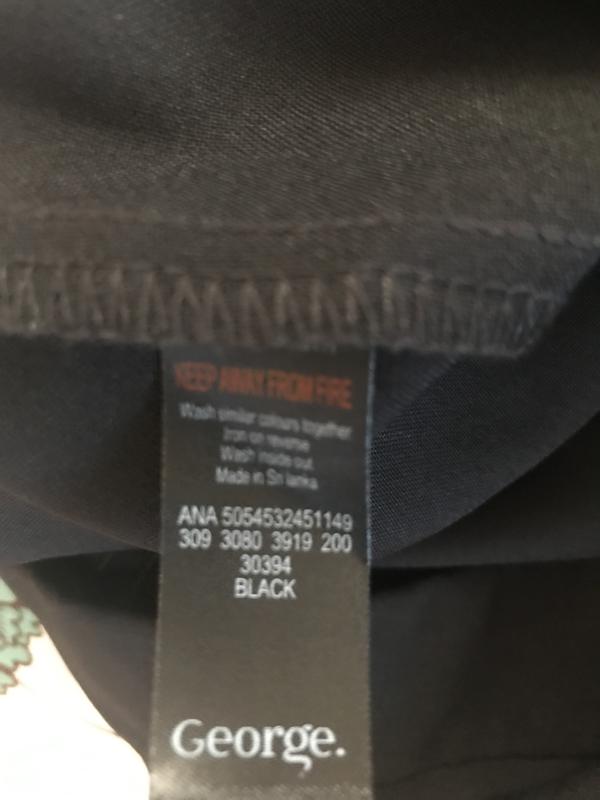 KEEP AWAY FROM FIRE
Wash similar colours together
Iron on reverse
Wash inside out
Made in Sri lanka
ANA 5054532451149
309 3080 3919 200
30394
BLACK
George.